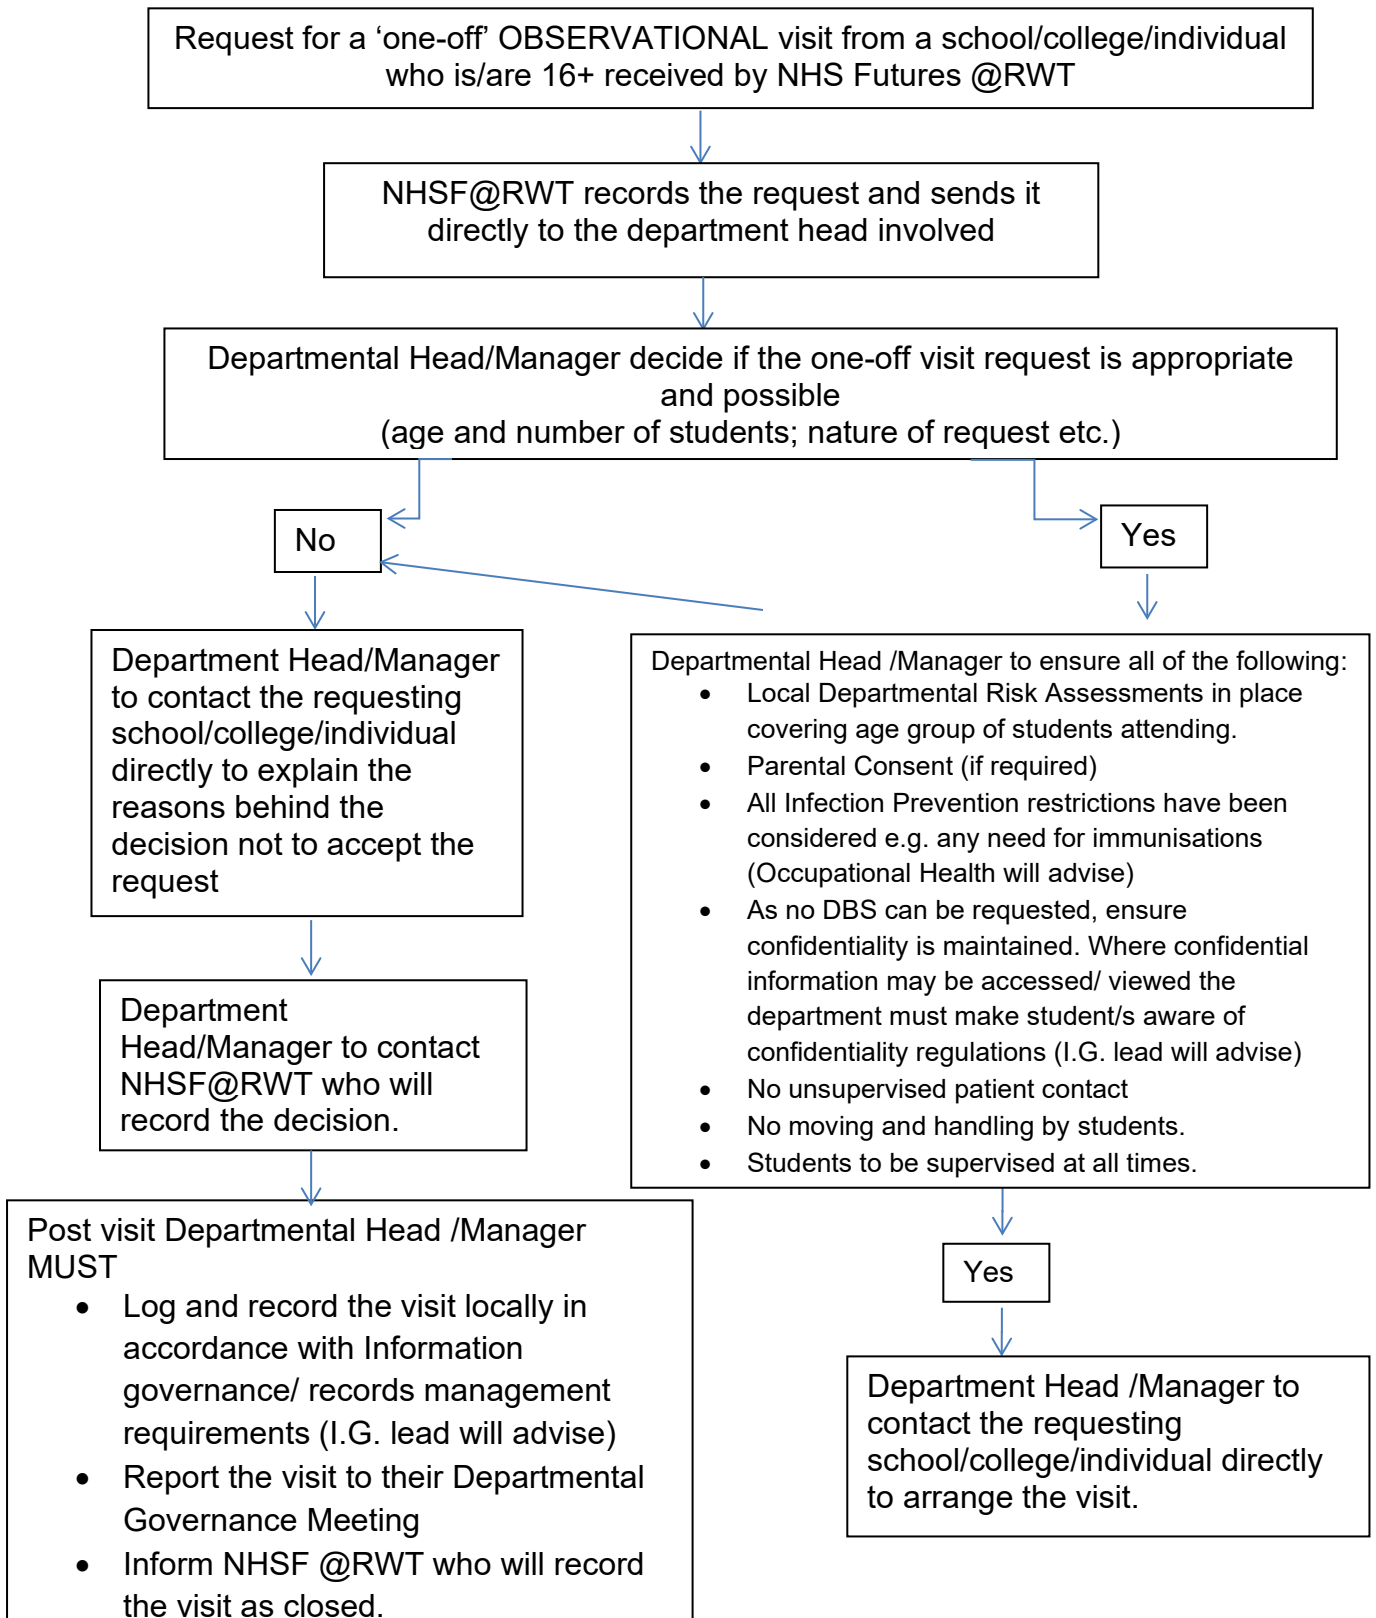 Request for a ‘one-off’ OBSERVATIONAL visit from a school/college/individual
who is/are 16+ received by NHS Futures @RWT
NHSF@RWT records the request and sends it
directly to the department head involved
Departmental Head/Manager decide if the one-off visit request is appropriate
and possible
(age and number of students; nature of request etc.)
No
Yes
Department Head/Manager
to contact the requesting
school/college/individual
directly to explain the
reasons behind the
decision not to accept the
request
Departmental Head /Manager to ensure all of the following:
• Local Departmental Risk Assessments in place
covering age group of students attending.
• Parental Consent (if required)
• All Infection Prevention restrictions have been
considered e.g. any need for immunisations
(Occupational Health will advise)
• As no DBS can be requested, ensure
confidentiality is maintained. Where confidential
information may be accessed/ viewed the
department must make student/s aware of
confidentiality regulations (I.G. lead will advise)
• No unsupervised patient contact
• No moving and handling by students.
• Students to be supervised at all times.
Department
Head/Manager to contact
NHSF@RWT who will
record the decision.
Post visit Departmental Head /Manager
MUST
• Log and record the visit locally in
accordance with Information
governance/ records management
requirements (I.G. lead will advise)
• Report the visit to their Departmental
Governance Meeting
• Inform NHSF @RWT who will record
the visit as closed.
Yes
Department Head /Manager to
contact the requesting
school/college/individual directly
to arrange the visit.